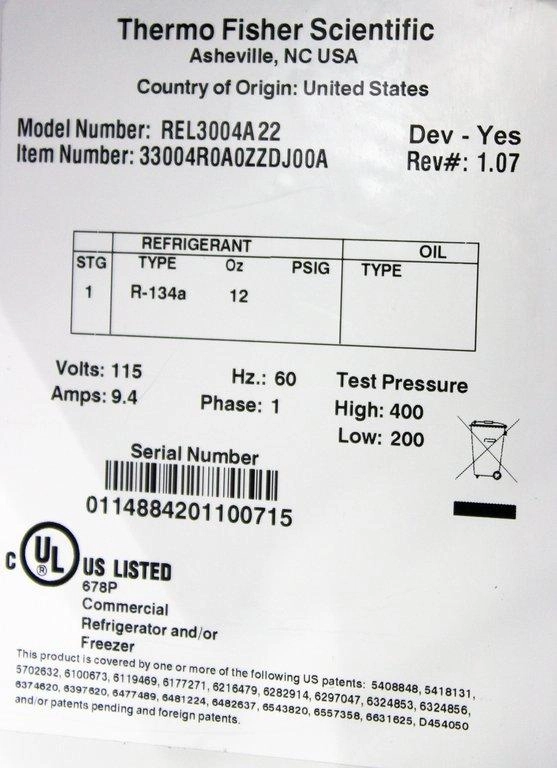 Thermo Fisher Scientific
Asheville, NC USA
Country of Origin: United States
Model Number: REL3004A22 Dev - Yes
Item Number: 33004R0A0ZZDJ00A Rev#: 1.07
REFRIGERANT OIL
STG TYPE Oz PSIG TYPE
1 R-134a 12
Volts: 115 Hz.: 60 Test Pressure
Amps: 9.4 Phase: 1 High: 400
Low: 200
Serial Number
0114884201100715
C UL ® US LISTED
678P
Commercial
Refrigerator and/or
Freezer
This product is covered by one or more of the following US patents: 5408848, 5418131,
5702632, 6100673, 6119469, 6177271, 6216479, 6282914, 6297047, 6324853, 6324856,
6374620, 6397620, 6477489, 6481224, 6482637, 6543820, 6557358, 6631625, D454050
and/or patents pending and foreign patents.